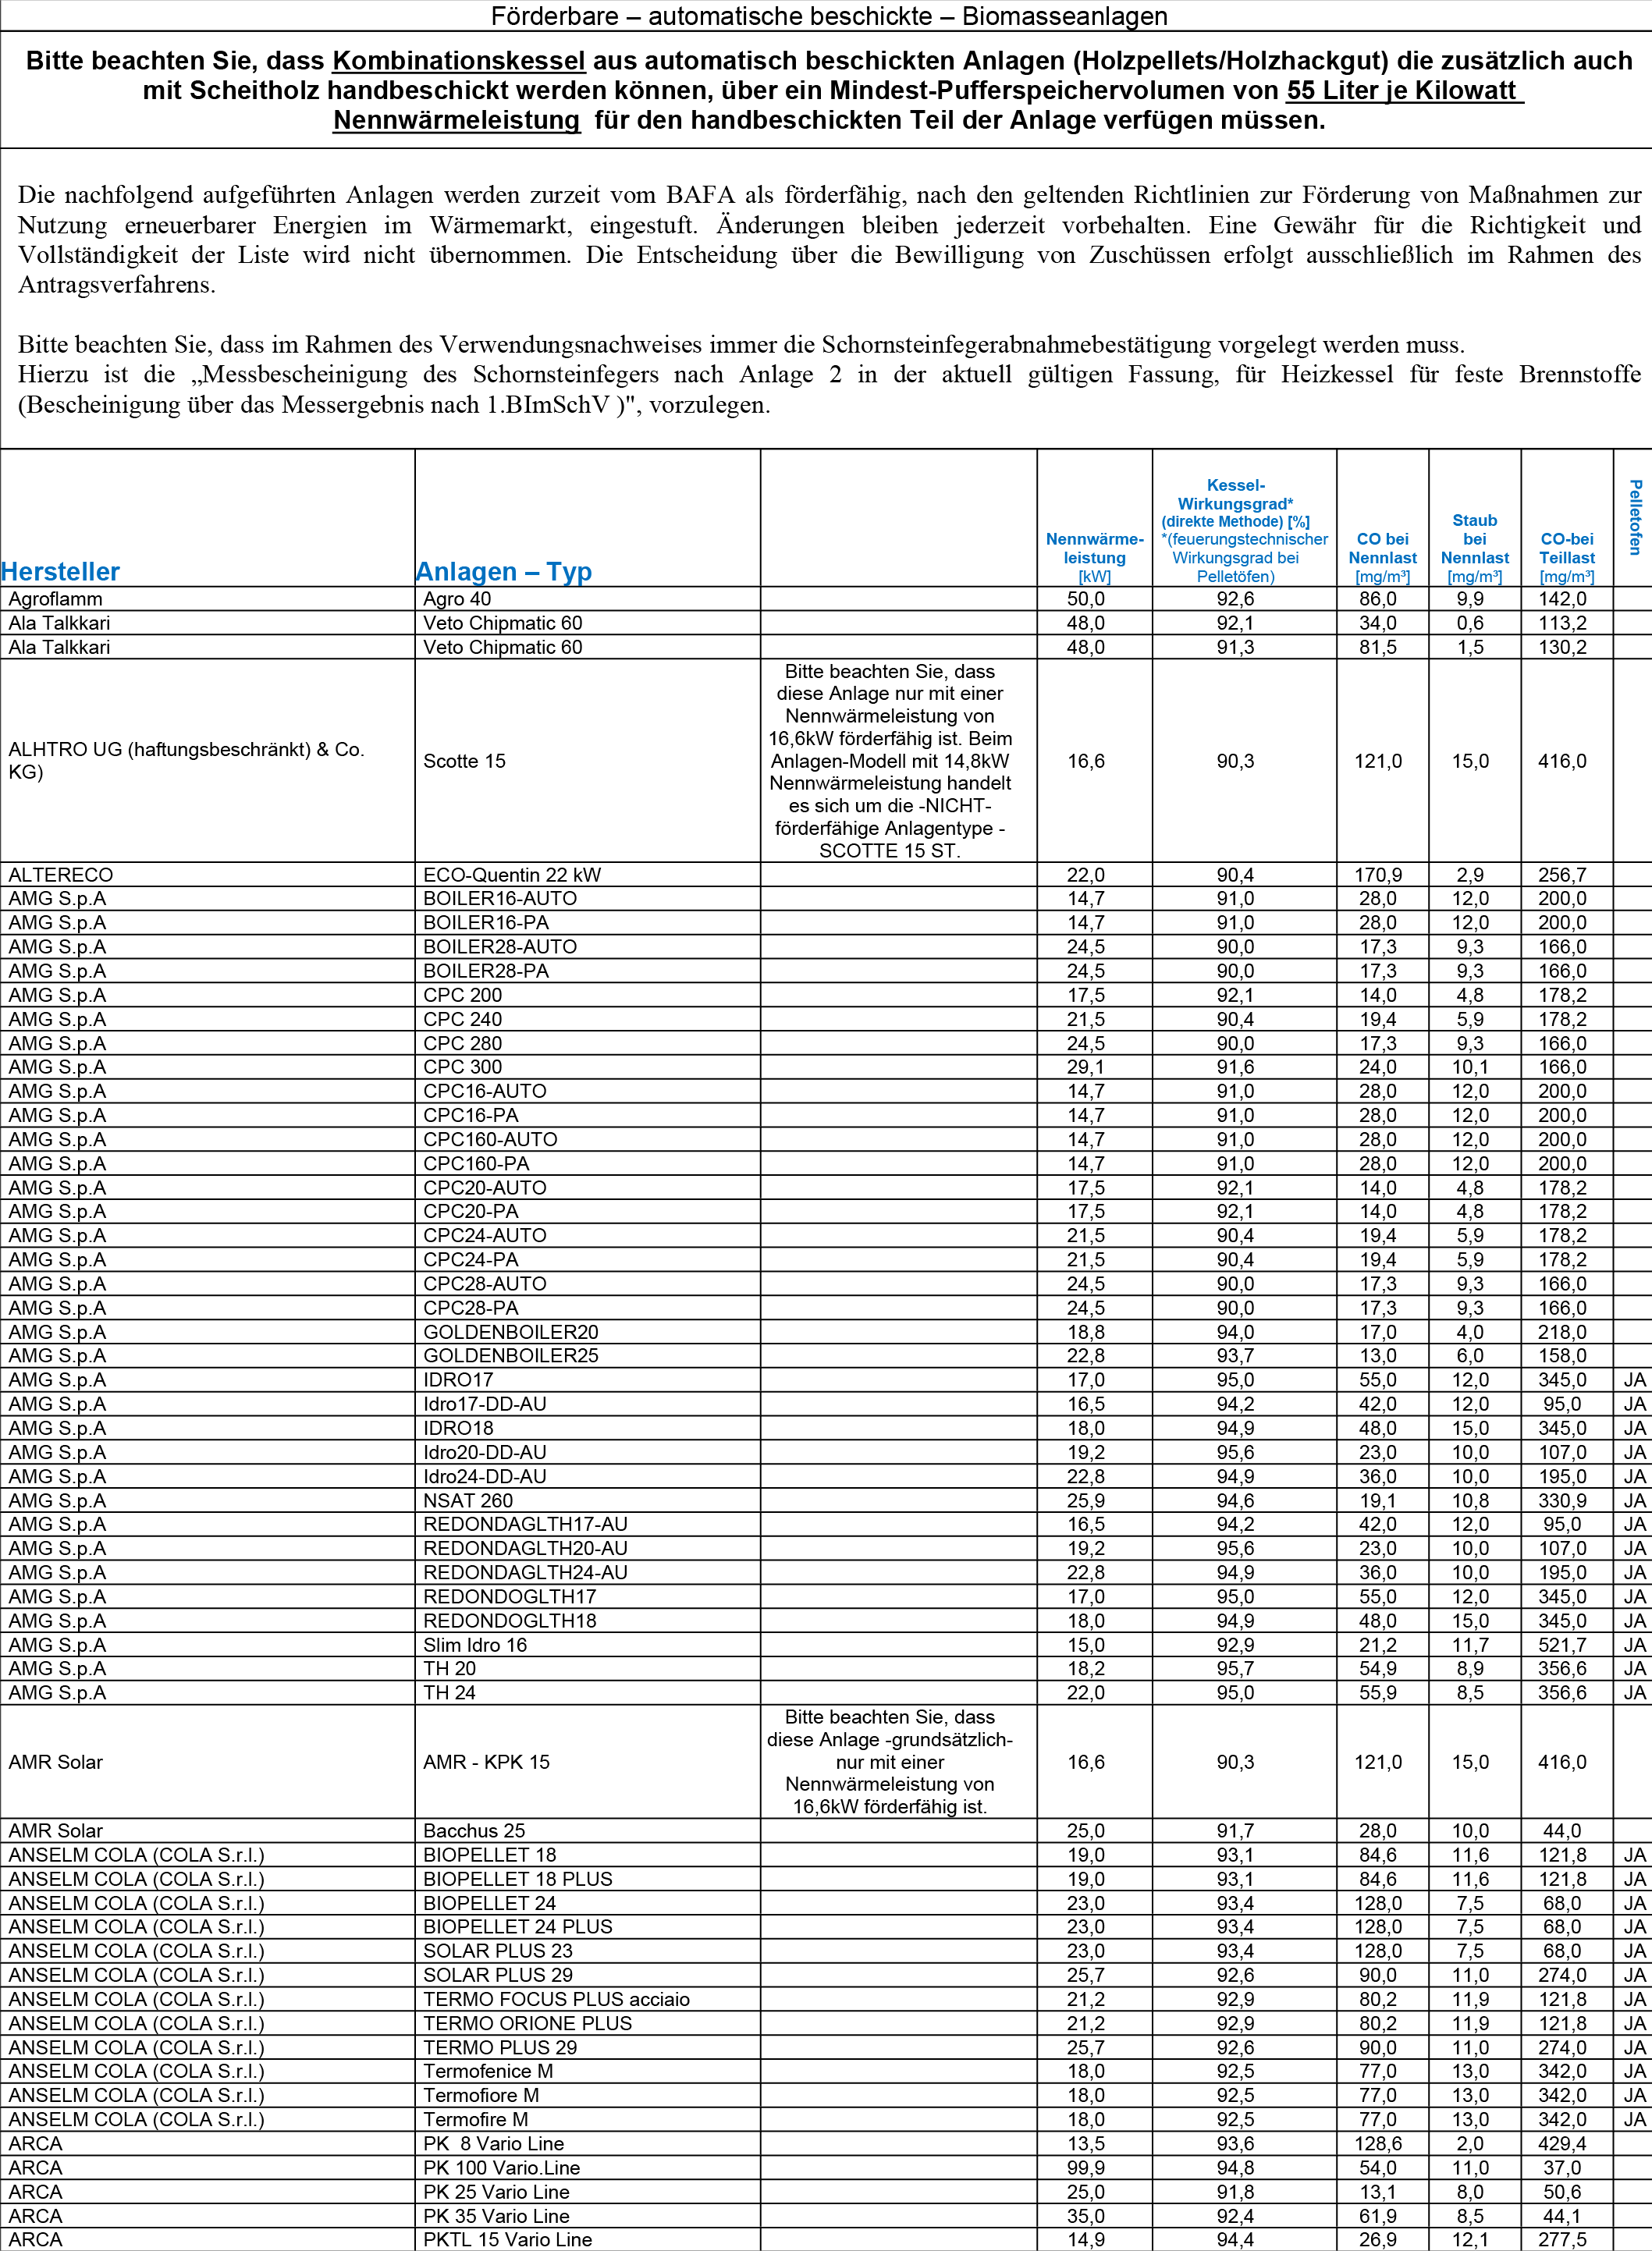 Förderbare – automatische beschickte – Biomasseanlagen
Bitte beachten Sie, dass Kombinationskessel aus automatisch beschickten Anlagen (Holzpellets/Holzhackgut) die zusätzlich auch
mit Scheitholz handbeschickt werden können, über ein Mindest-Pufferspeichervolumen von 55 Liter je Kilowatt
Nennwärmeleistung für den handbeschickten Teil der Anlage verfügen müssen.
Die nachfolgend aufgeführten Anlagen werden zurzeit vom BAFA als förderfähig, nach den geltenden Richtlinien zur Förderung von Maßnahmen zur
Nutzung erneuerbarer Energien im Wärmemarkt, eingestuft. Änderungen bleiben jederzeit vorbehalten. Eine Gewähr für die Richtigkeit und
Vollständigkeit der Liste wird nicht übernommen. Die Entscheidung über die Bewilligung von Zuschüssen erfolgt ausschließlich im Rahmen des
Antragsverfahrens.
Bitte beachten Sie, dass im Rahmen des Verwendungsnachweises immer die Schornsteinfegerabnahmebestätigung vorgelegt werden muss.
Hierzu ist die „Messbescheinigung des Schornsteinfegers nach Anlage 2 in der aktuell gültigen Fassung, für Heizkessel für feste Brennstoffe
(Bescheinigung über das Messergebnis nach 1.BImSchV )", vorzulegen.
Hersteller
Anlagen – Typ
Nennwärme-
leistung
[kW]
Kessel-
Wirkungsgrad*
(direkte Methode) [%]
*(feuerungstechnischer
Wirkungsgrad bei
Pelletöfen)
CO bei
Nennlast
[mg/m³]
Staub
bei
Nennlast
[mg/m³]
CO-bei
Teillast
[mg/m³]
Pelletofen
Agroflamm Agro 40 50,0 92,6 86,0 9,9 142,0
Ala Talkkari Veto Chipmatic 60 48,0 92,1 34,0 0,6 113,2
Ala Talkkari Veto Chipmatic 60 48,0 91,3 81,5 1,5 130,2
ALHTRO UG (haftungsbeschränkt) & Co.
KG)
Scotte 15
Bitte beachten Sie, dass
diese Anlage nur mit einer
Nennwärmeleistung von
16,6kW förderfähig ist. Beim
Anlagen-Modell mit 14,8kW
Nennwärmeleistung handelt
es sich um die -NICHT-
förderfähige Anlagentype -
SCOTTE 15 ST.
16,6 90,3 121,0 15,0 416,0
ALTERECO ECO-Quentin 22 kW 22,0 90,4 170,9 2,9 256,7
AMG S.p.A BOILER16-AUTO 14,7 91,0 28,0 12,0 200,0
AMG S.p.A BOILER16-PA 14,7 91,0 28,0 12,0 200,0
AMG S.p.A BOILER28-AUTO 24,5 90,0 17,3 9,3 166,0
AMG S.p.A BOILER28-PA 24,5 90,0 17,3 9,3 166,0
AMG S.p.A CPC 200 17,5 92,1 14,0 4,8 178,2
AMG S.p.A CPC 240 21,5 90,4 19,4 5,9 178,2
AMG S.p.A CPC 280 24,5 90,0 17,3 9,3 166,0
AMG S.p.A CPC 300 29,1 91,6 24,0 10,1 166,0
AMG S.p.A CPC16-AUTO 14,7 91,0 28,0 12,0 200,0
AMG S.p.A CPC16-PA 14,7 91,0 28,0 12,0 200,0
AMG S.p.A CPC160-AUTO 14,7 91,0 28,0 12,0 200,0
AMG S.p.A CPC160-PA 14,7 91,0 28,0 12,0 200,0
AMG S.p.A CPC20-AUTO 17,5 92,1 14,0 4,8 178,2
AMG S.p.A CPC20-PA 17,5 92,1 14,0 4,8 178,2
AMG S.p.A CPC24-AUTO 21,5 90,4 19,4 5,9 178,2
AMG S.p.A CPC24-PA 21,5 90,4 19,4 5,9 178,2
AMG S.p.A CPC28-AUTO 24,5 90,0 17,3 9,3 166,0
AMG S.p.A CPC28-PA 24,5 90,0 17,3 9,3 166,0
AMG S.p.A GOLDENBOILER20 18,8 94,0 17,0 4,0 218,0
AMG S.p.A GOLDENBOILER25 22,8 93,7 13,0 6,0 158,0
AMG S.p.A IDRO17 17,0 95,0 55,0 12,0 345,0 JA
AMG S.p.A Idro17-DD-AU 16,5 94,2 42,0 12,0 95,0 JA
AMG S.p.A IDRO18 18,0 94,9 48,0 15,0 345,0 JA
AMG S.p.A Idro20-DD-AU 19,2 95,6 23,0 10,0 107,0 JA
AMG S.p.A Idro24-DD-AU 22,8 94,9 36,0 10,0 195,0 JA
AMG S.p.A NSAT 260 25,9 94,6 19,1 10,8 330,9 JA
AMG S.p.A REDONDAGLTH17-AU 16,5 94,2 42,0 12,0 95,0 JA
AMG S.p.A REDONDAGLTH20-AU 19,2 95,6 23,0 10,0 107,0 JA
AMG S.p.A REDONDAGLTH24-AU 22,8 94,9 36,0 10,0 195,0 JA
AMG S.p.A REDONDOGLTH17 17,0 95,0 55,0 12,0 345,0 JA
AMG S.p.A REDONDOGLTH18 18,0 94,9 48,0 15,0 345,0 JA
AMG S.p.A Slim Idro 16 15,0 92,9 21,2 11,7 521,7 JA
AMG S.p.A TH 20 18,2 95,7 54,9 8,9 356,6 JA
AMG S.p.A TH 24 22,0 95,0 55,9 8,5 356,6 JA
AMR Solar
AMR - KPK 15
Bitte beachten Sie, dass
diese Anlage -grundsätzlich-
nur mit einer
Nennwärmeleistung von
16,6kW förderfähig ist.
16,6 90,3 121,0 15,0 416,0
AMR Solar Bacchus 25 25,0 91,7 28,0 10,0 44,0
ANSELM COLA (COLA S.r.l.) BIOPELLET 18 19,0 93,1 84,6 11,6 121,8 JA
ANSELM COLA (COLA S.r.l.) BIOPELLET 18 PLUS 19,0 93,1 84,6 11,6 121,8 JA
ANSELM COLA (COLA S.r.l.) BIOPELLET 24 23,0 93,4 128,0 7,5 68,0 JA
ANSELM COLA (COLA S.r.l.) BIOPELLET 24 PLUS 23,0 93,4 128,0 7,5 68,0 JA
ANSELM COLA (COLA S.r.l.) SOLAR PLUS 23 23,0 93,4 128,0 7,5 68,0 JA
ANSELM COLA (COLA S.r.l.) SOLAR PLUS 29 25,7 92,6 90,0 11,0 274,0 JA
ANSELM COLA (COLA S.r.l.) TERMO FOCUS PLUS acciaio 21,2 92,9 80,2 11,9 121,8 JA
ANSELM COLA (COLA S.r.l.) TERMO ORIONE PLUS 21,2 92,9 80,2 11,9 121,8 JA
ANSELM COLA (COLA S.r.l.) TERMO PLUS 29 25,7 92,6 90,0 11,0 274,0 JA
ANSELM COLA (COLA S.r.l.) Termofenice M 18,0 92,5 77,0 13,0 342,0 JA
ANSELM COLA (COLA S.r.l.) Termofiore M 18,0 92,5 77,0 13,0 342,0 JA
ANSELM COLA (COLA S.r.l.) Termofire M 18,0 92,5 77,0 13,0 342,0 JA
ARCA PK 8 Vario Line 13,5 93,6 128,6 2,0 429,4
ARCA PK 100 Vario.Line 99,9 94,8 54,0 11,0 37,0
ARCA PK 25 Vario Line 25,0 91,8 13,1 8,0 50,6
ARCA PK 35 Vario Line 35,0 92,4 61,9 8,5 44,1
ARCA PKTL 15 Vario Line 14,9 94,4 26,9 12,1 277,5